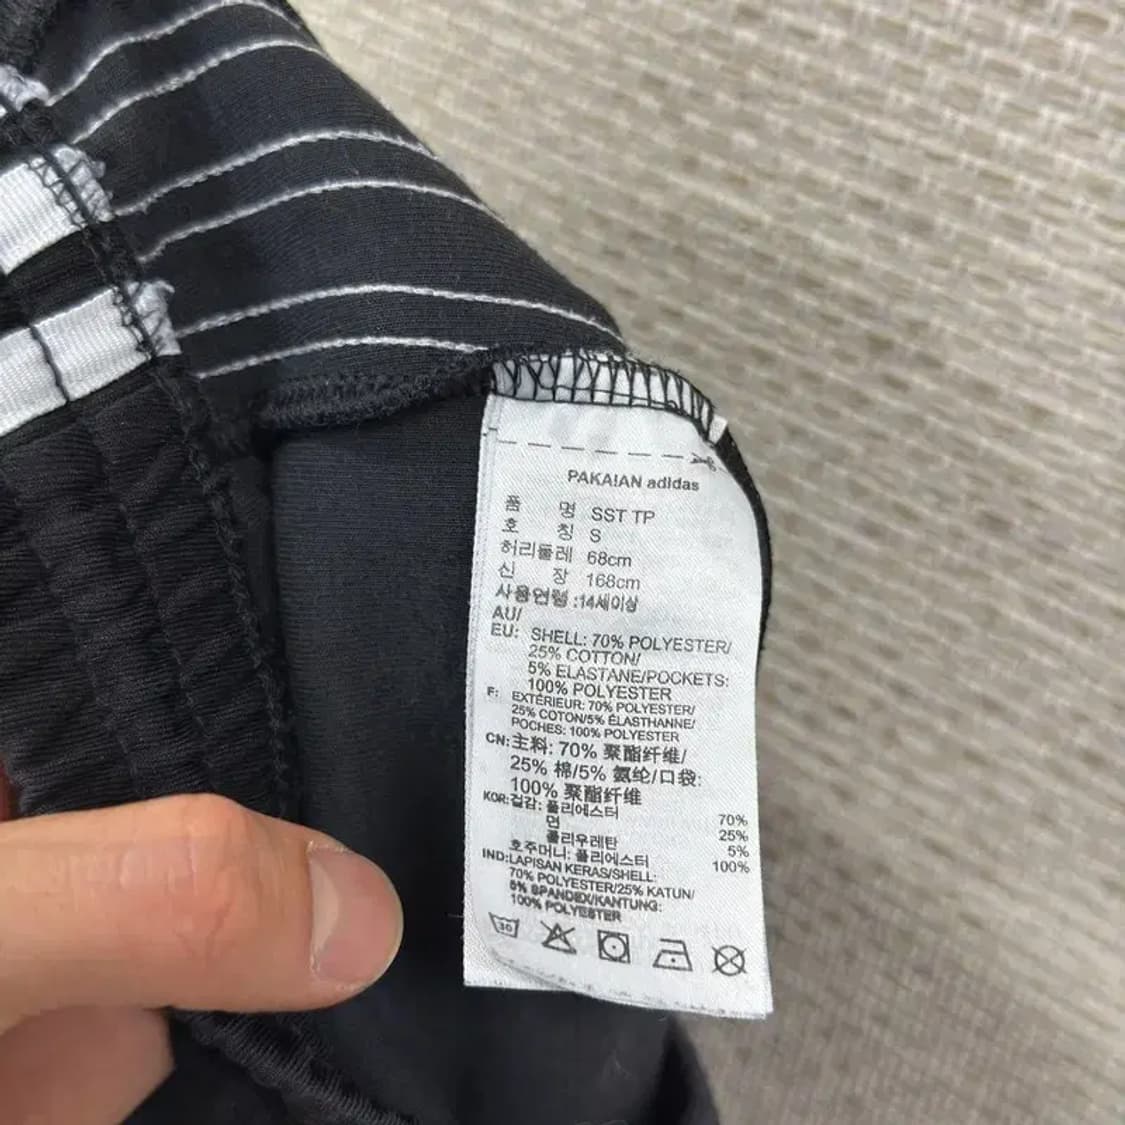 PAKAIAN adidas
품 명 SST TP
호 칭 S
허리둘레 68cm
신 장 168cm
사용연령 :14세이상
AU/
EU: SHELL: 70% POLYESTER/
25% COTTON/
5% ELASTANE/POCKETS:
100% POLYESTER
F: EXTÉRIEUR: 70% POLYESTER/
25% COTON/5% ÉLASTHANNE/
POCHES: 100% POLYESTER
CN:主料: 70% 聚酯纤维/
25% 棉/5% 氨纶/口袋:
100% 聚酯纤维
KOR:겉감: 폴리에스터 70%
면 25%
폴리우레탄 5%
호주머니: 폴리에스터 100%
IND:LAPISAN KERAS/SHELL:
70% POLYESTER/25% KATUN/
5% SPANDEX/KANTUNG:
100% POLYESTER
30